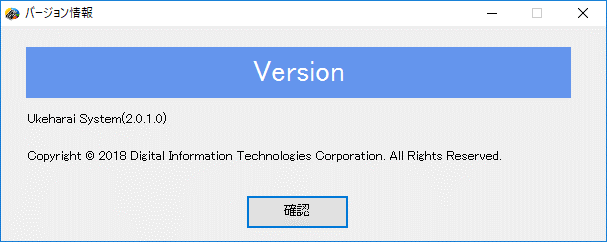 バージョン情報
Version
Ukeharai System(2.0.1.0)
Copyright © 2018 Digital Information Technologies Corporation. All Rights Reserved.
確認